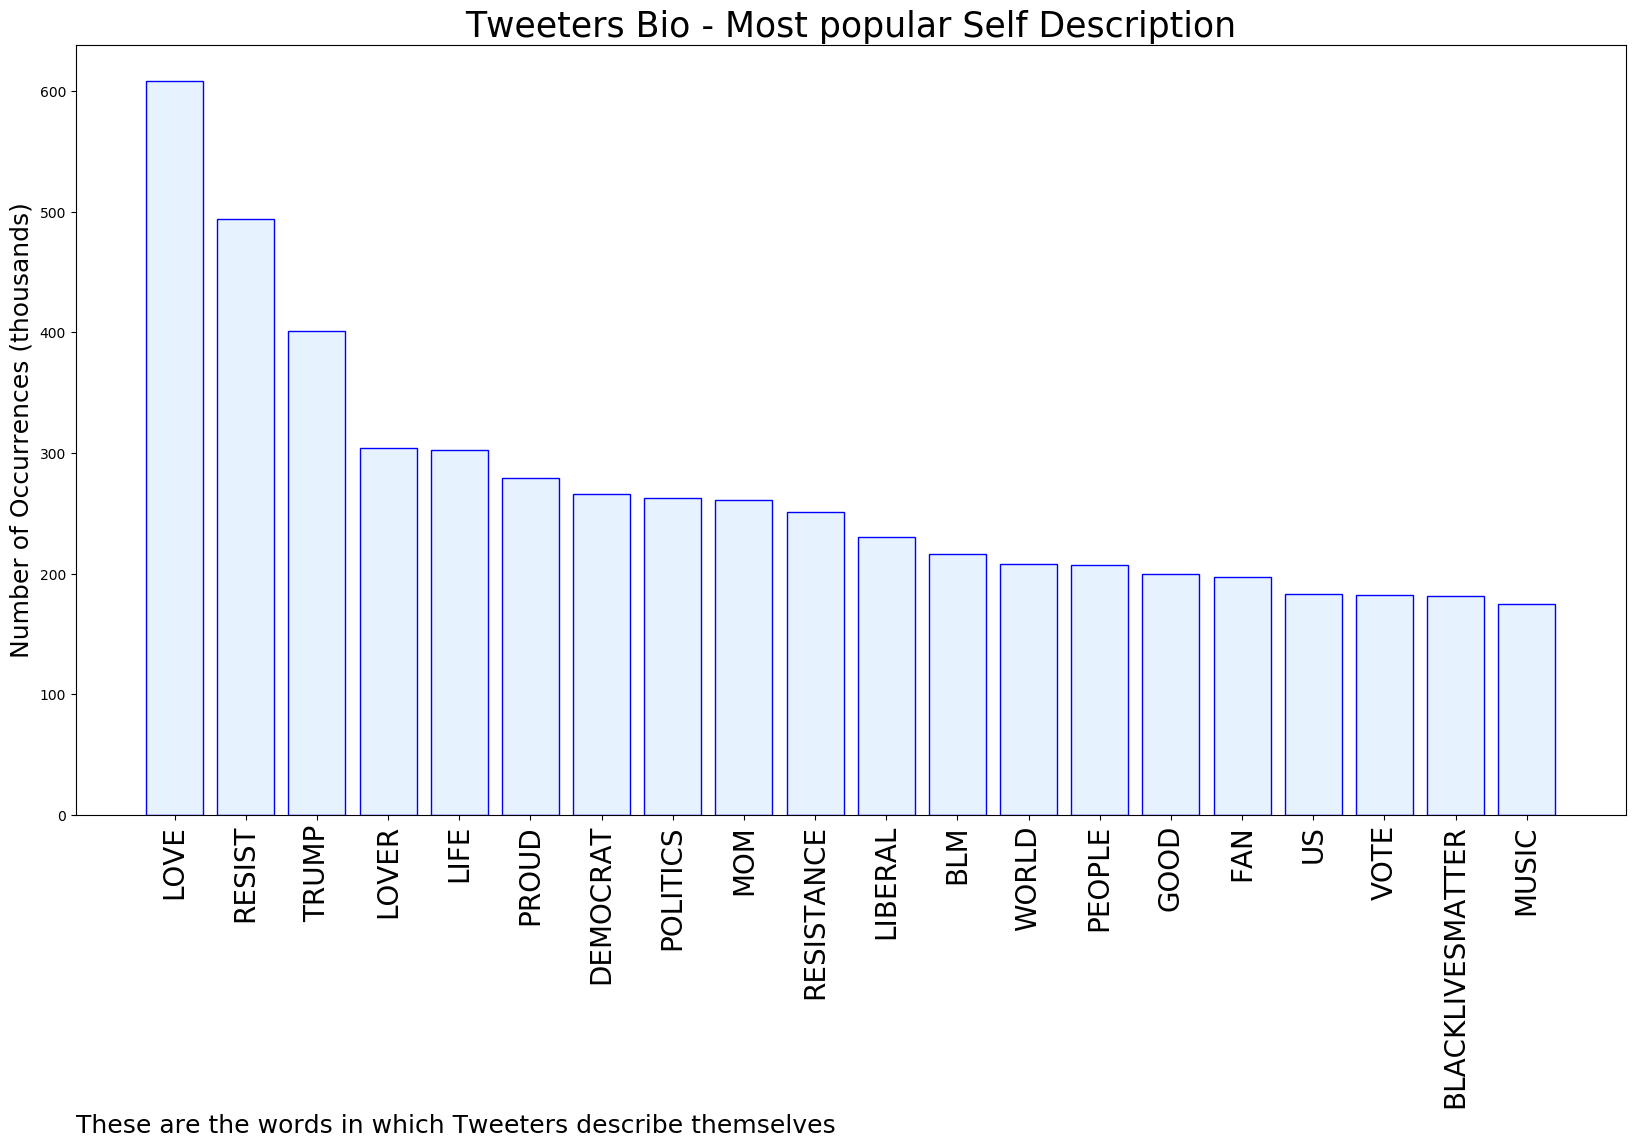 Tweeters Bio - Most popular Self Description
Number of Occurrences (thousands)
600
500
400
300
200
100
0
LOVE
RESIST
TRUMP
LOVER
LIFE
PROUD
DEMOCRAT
POLITICS
MOM
RESISTANCE
LIBERAL
BLM
WORLD
PEOPLE
GOOD
FAN
US
VOTE
BLACKLIVESMATTER
MUSIC
These are the words in which Tweeters describe themselves